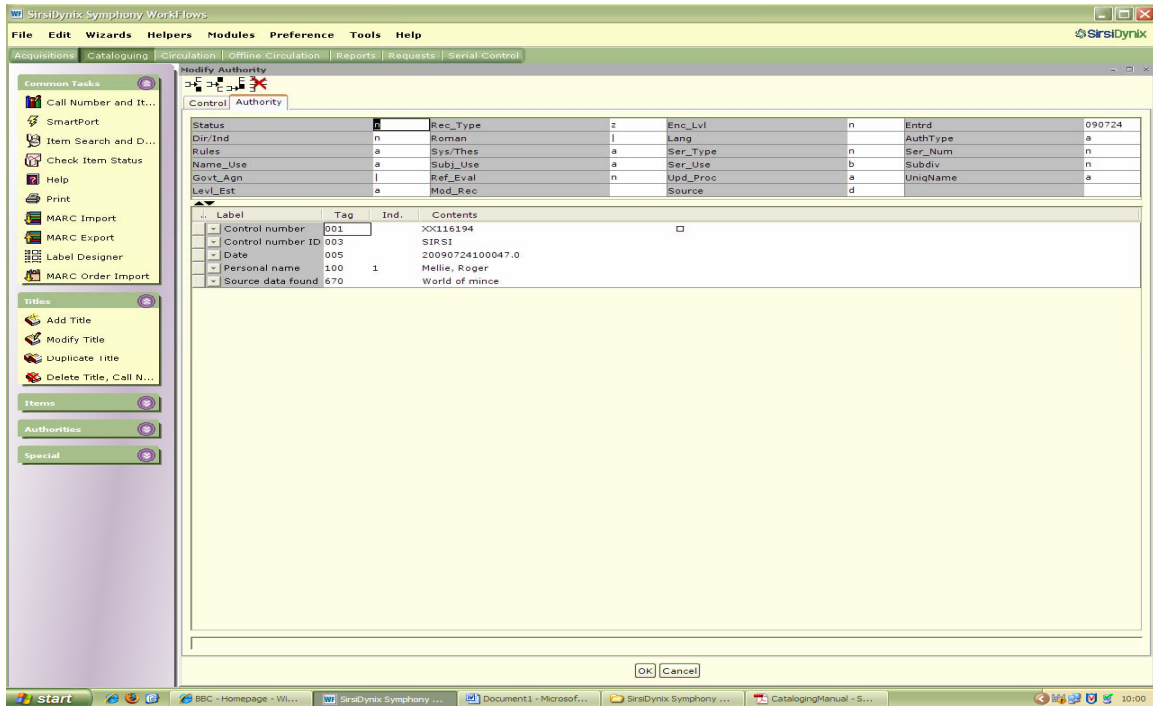 SirsiDynix Symphony WorkFlows
File Edit Wizards Helpers Modules Preference Tools Help
SirsiDynix
Acquisitions Cataloguing Circulation Offline Circulation Reports Requests Serial Control
Common Tasks
Call Number and It...
SmartPort
Item Search and D...
Check Item Status
Help
Print
MARC Import
MARC Export
Label Designer
MARC Order Import
Titles
Add Title
Modify Title
Duplicate Title
Delete Title, Call N...
Items
Authorities
Special
Modify Authority
Control Authority
Status n Rec_Type z Enc_Lvl n Entrd 090724
Dir/Ind n Roman | Lang AuthType a
Rules a Sys/Thes a Ser_Type n Ser_Num n
Name_Use a Subj_Use a Ser_Use b Subdiv n
Govt_Agn | Ref_Eval n Upd_Proc a UniqName a
Levl_Est a Mod_Rec Source d
.. Label Tag Ind. Contents
Control number 001 XX116194
Control number ID 003 SIRSI
Date 005 20090724100047.0
Personal name 100 1 Mellie, Roger
Source data found 670 World of mince
OK Cancel
start BBC - Homepage - Wi... SirsiDynix Symphony ... Document1 - Microsof... SirsiDynix Symphony ... CatalogingManual - S... 10:00